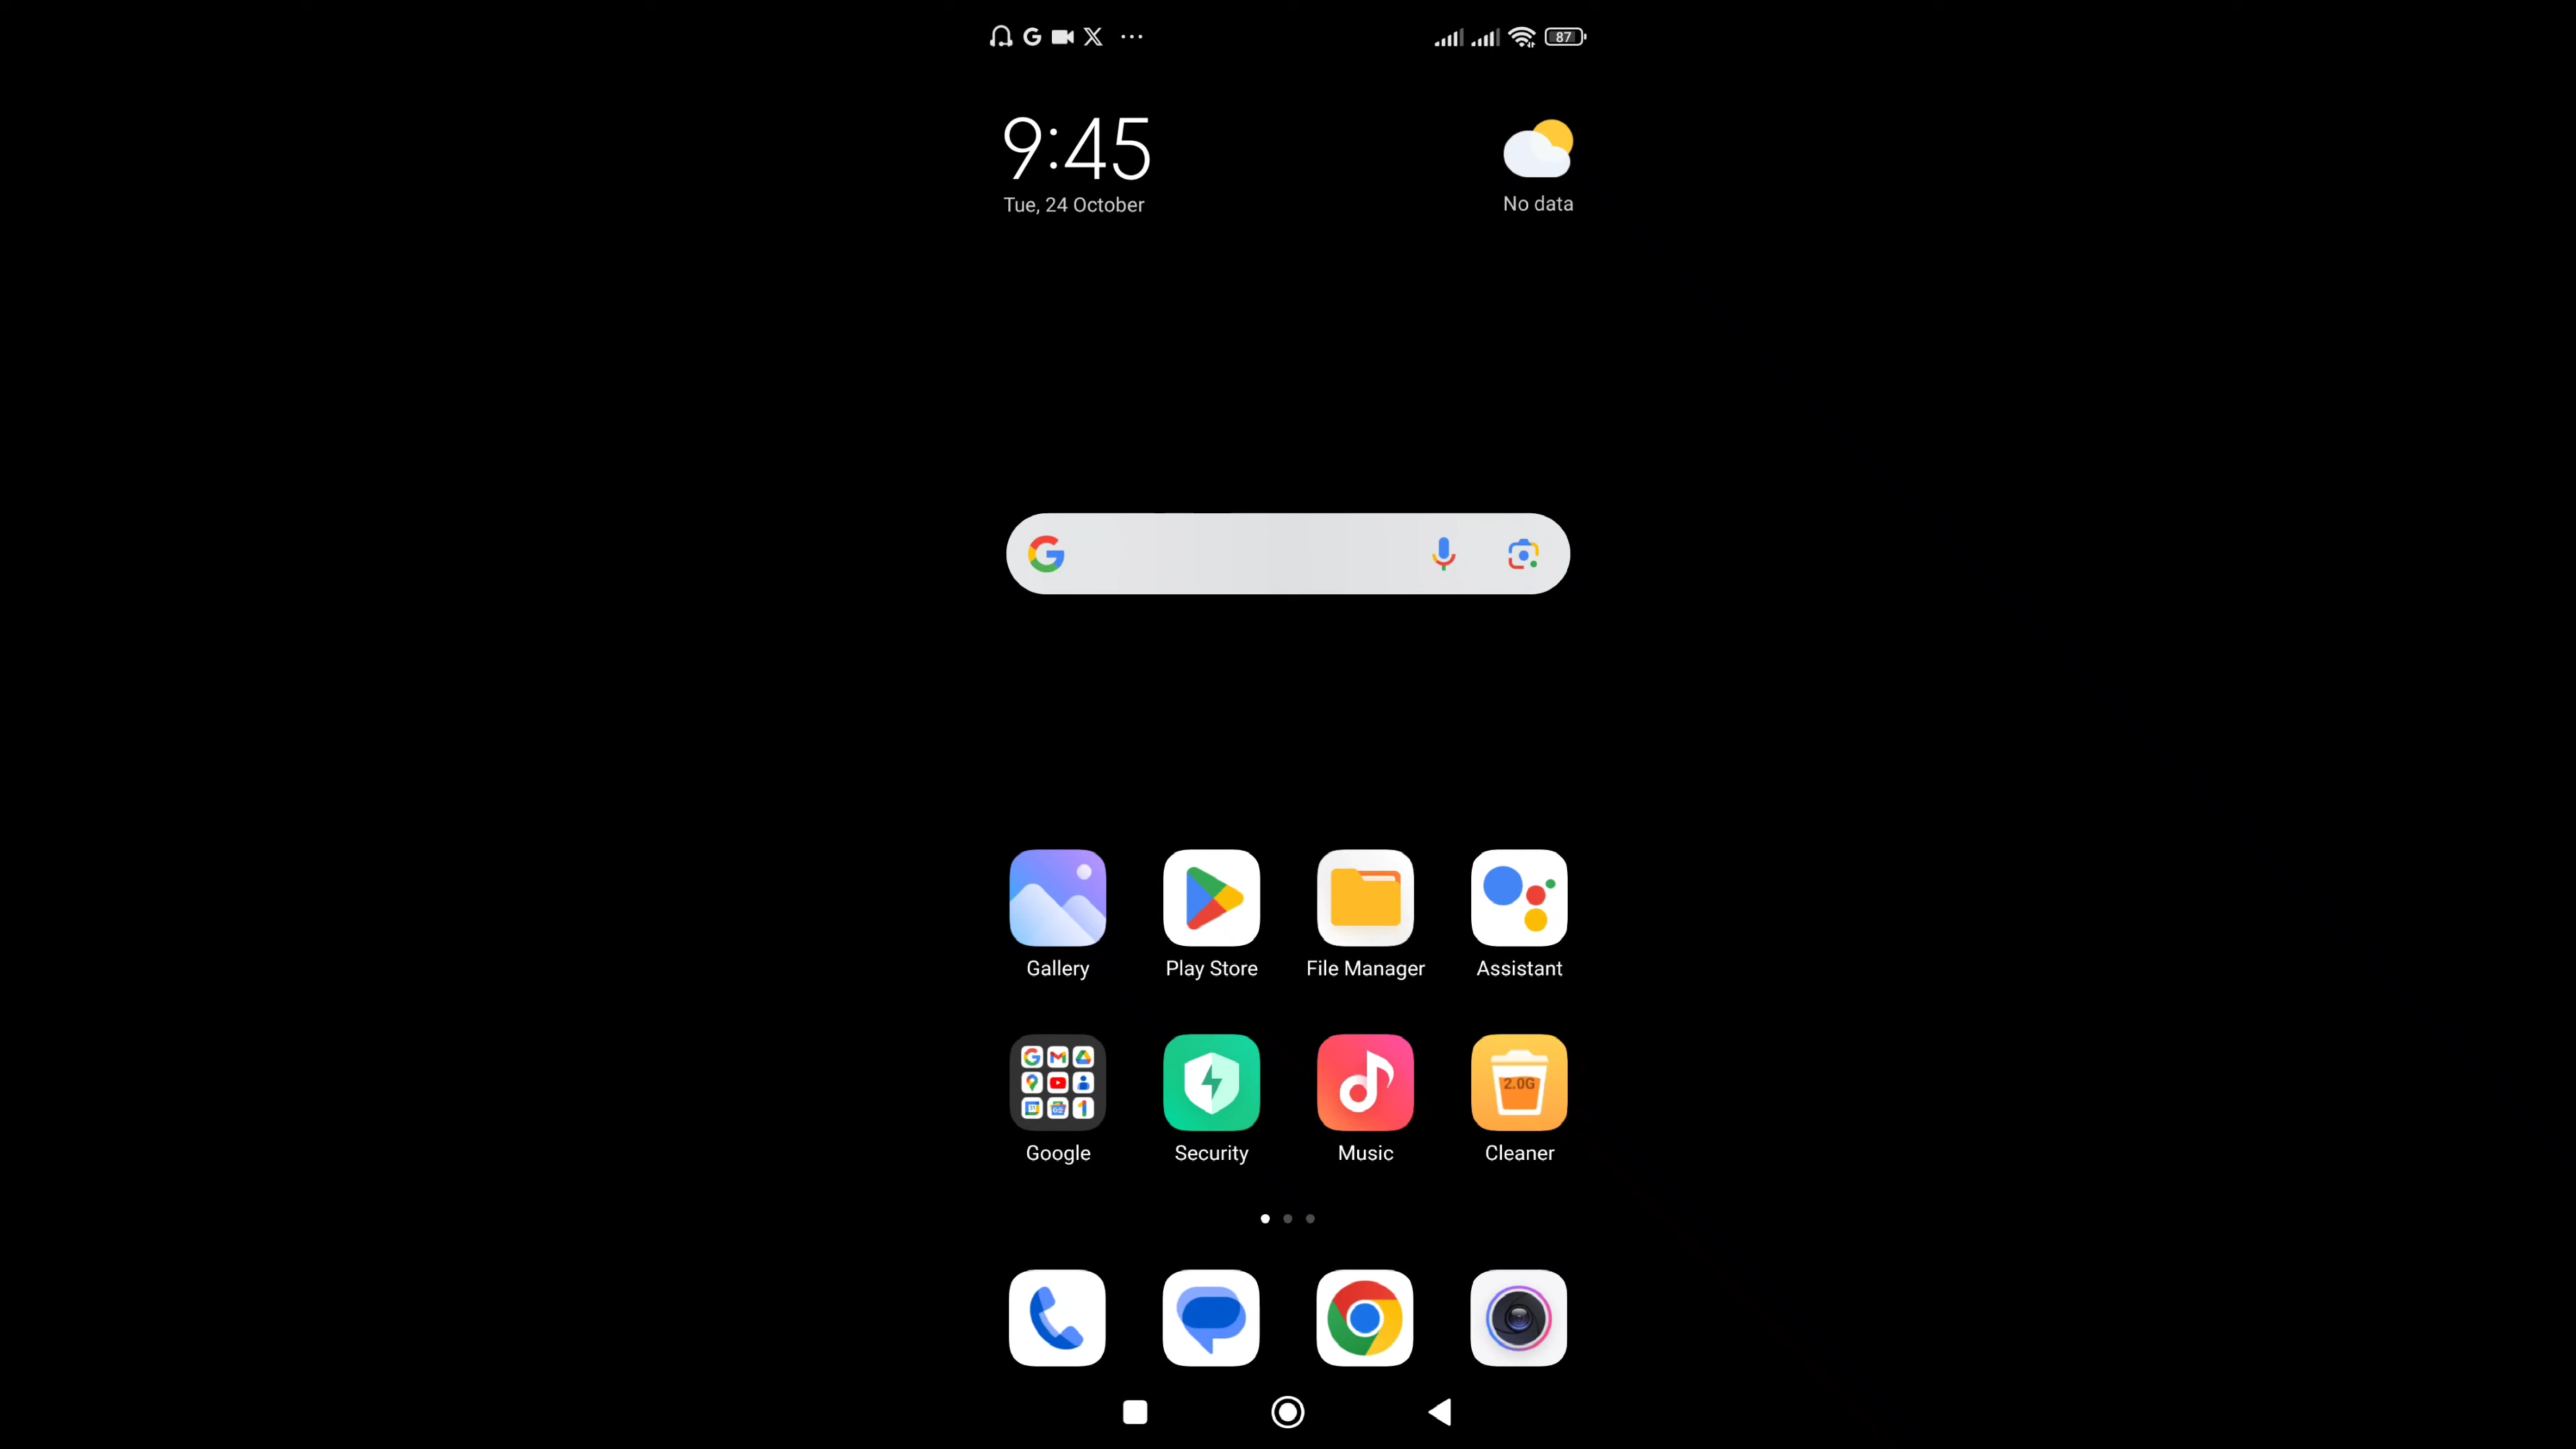 87
9:45
Tue, 24 October
No data
Gallery
Play Store
File Manager
Assistant
2.0G
Google
Security
Music
Cleaner